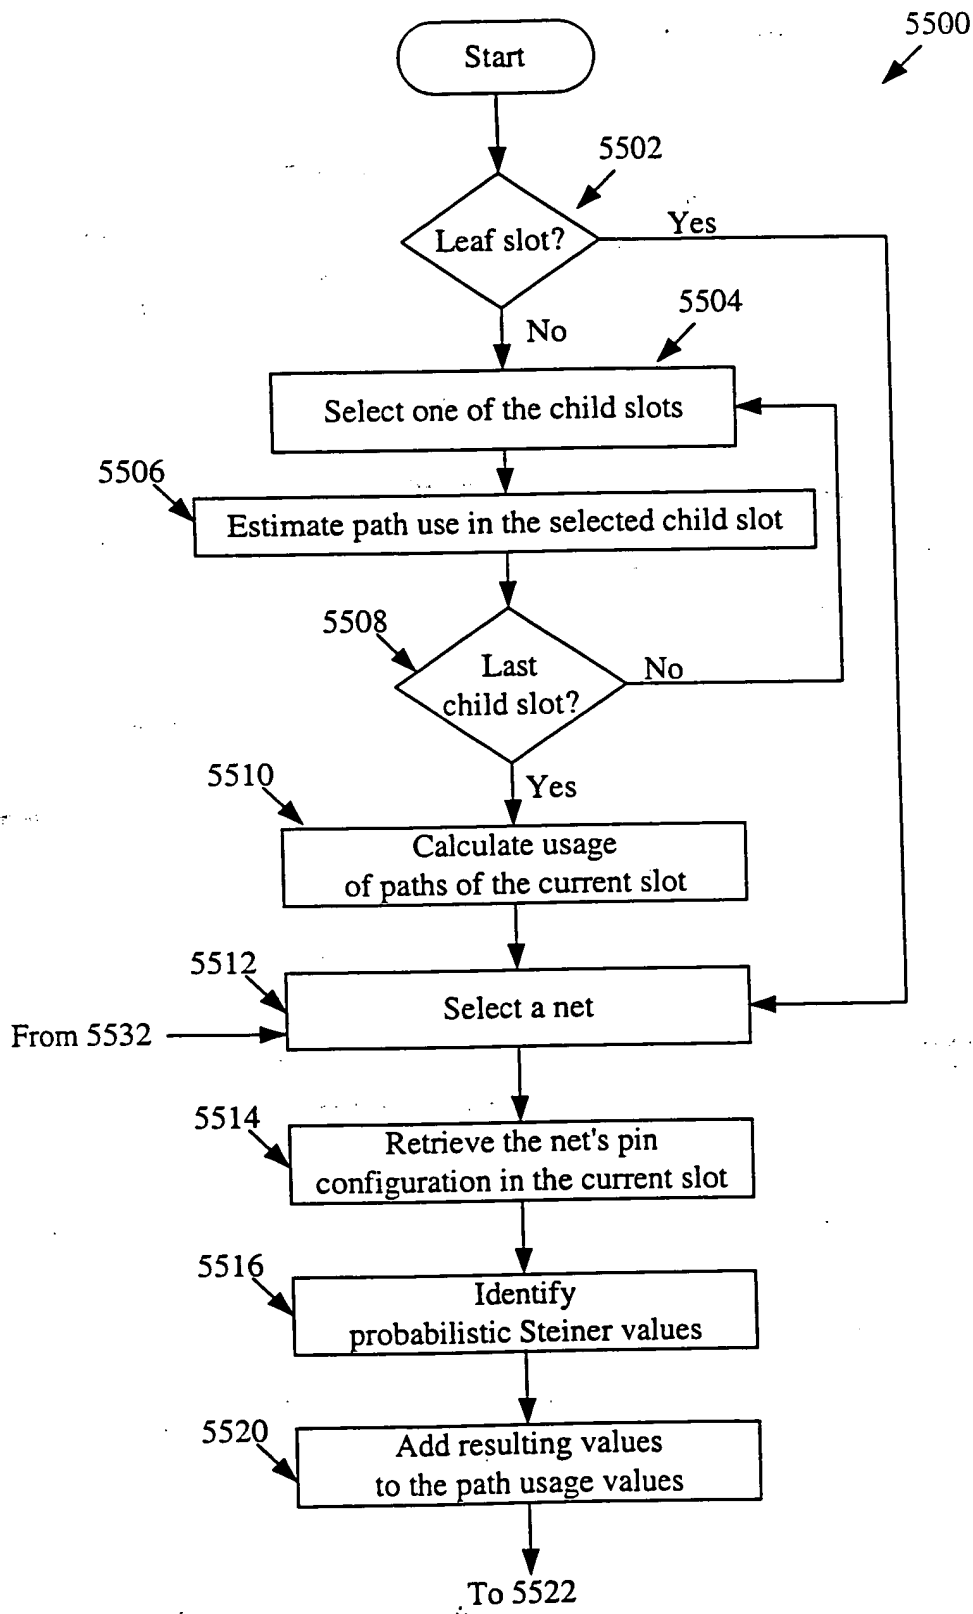 5500
Start
5502
Leaf slot?
Yes
No
5504
Select one of the child slots
5506
Estimate path use in the selected child slot
5508
Last
child slot?
No
Yes
5510
Calculate usage
of paths of the current slot
5512
Select a net
From 5532
5514
Retrieve the net's pin
configuration in the current slot
5516
Identify
probabilistic Steiner values
5520
Add resulting values
to the path usage values
To 5522